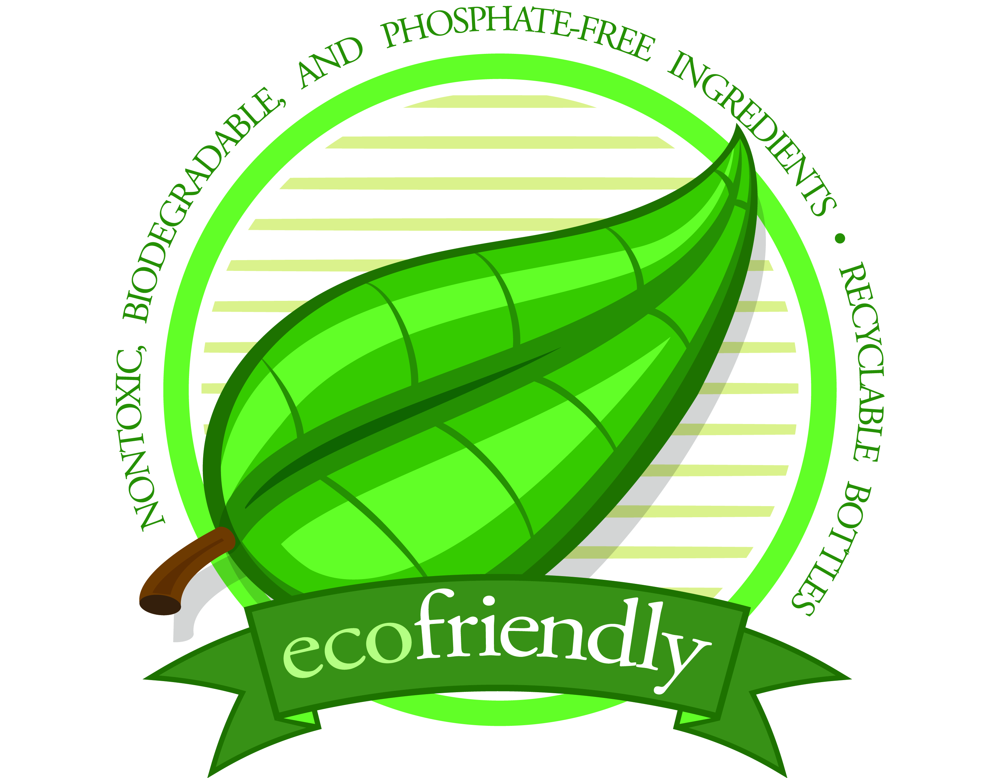 NONTOXIC, BIODEGRADABLE, AND PHOSPHATE-FREE INGREDIENTS • RECYCLABLE BOTTLES
ecofriendly